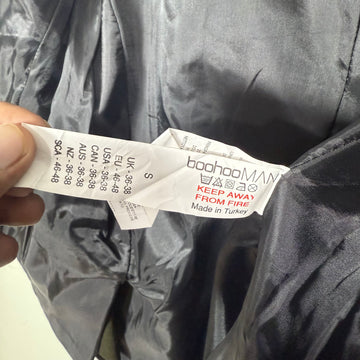 boohooMAN
KEEP AWAY
FROM FIRE
Made in Turkey
S
UK - 36-38
EU - 46-48
USA - 36-38
CAN - 36-38
AUS - 36-38
NZ - 36-38
SCA - 46-48